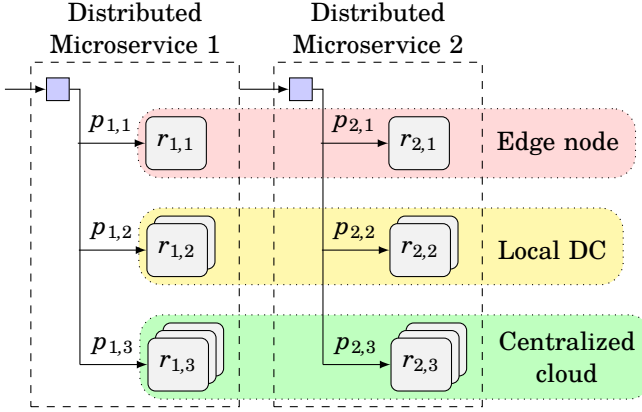 Distributed
Microservice 1
Distributed
Microservice 2
p1,1
r1,1
p2,1
r2,1
Edge node
p1,2
r1,2
p2,2
r2,2
Local DC
p1,3
r1,3
p2,3
r2,3
Centralized
cloud